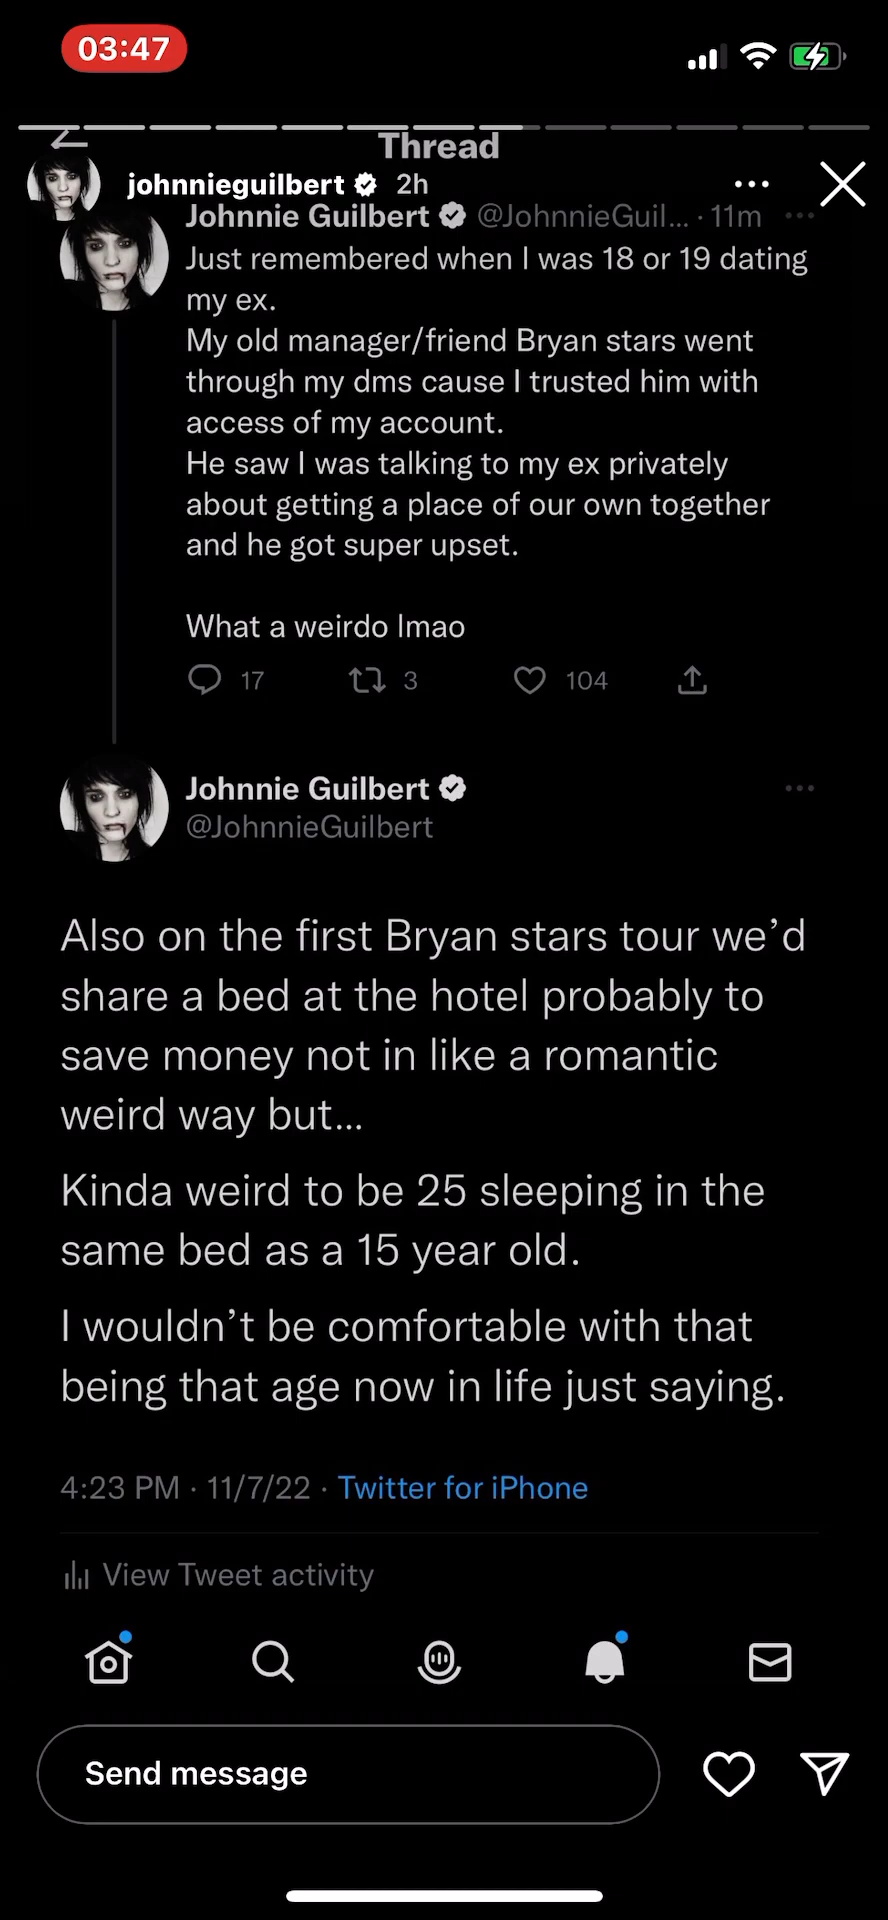 03:47
Thread
johnnieguilbert 2h
Johnnie Guilbert @JohnnieGuil... · 11m
Just remembered when I was 18 or 19 dating
my ex.
My old manager/friend Bryan stars went
through my dms cause I trusted him with
access of my account.
He saw I was talking to my ex privately
about getting a place of our own together
and he got super upset.
What a weirdo lmao
17 3 104
Johnnie Guilbert
@JohnnieGuilbert
Also on the first Bryan stars tour we’d
share a bed at the hotel probably to
save money not in like a romantic
weird way but...
Kinda weird to be 25 sleeping in the
same bed as a 15 year old.
I wouldn’t be comfortable with that
being that age now in life just saying.
4:23 PM · 11/7/22 · Twitter for iPhone
View Tweet activity
Send message